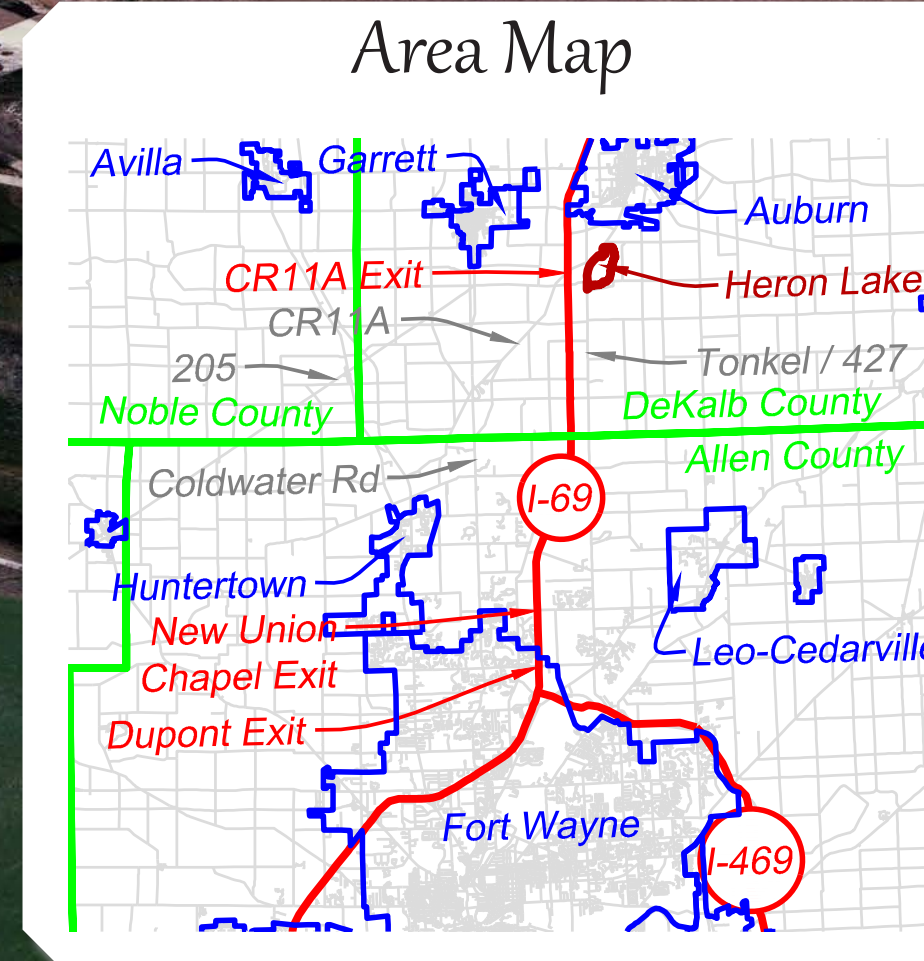 Area Map
Avilla
Garrett
Auburn
CR11A Exit
Heron Lake
CR11A
205
Tonkel / 427
Noble County
DeKalb County
Allen County
Coldwater Rd
I-69
Huntertown
New Union
Chapel Exit
Leo-Cedarville
Dupont Exit
Fort Wayne
I-469